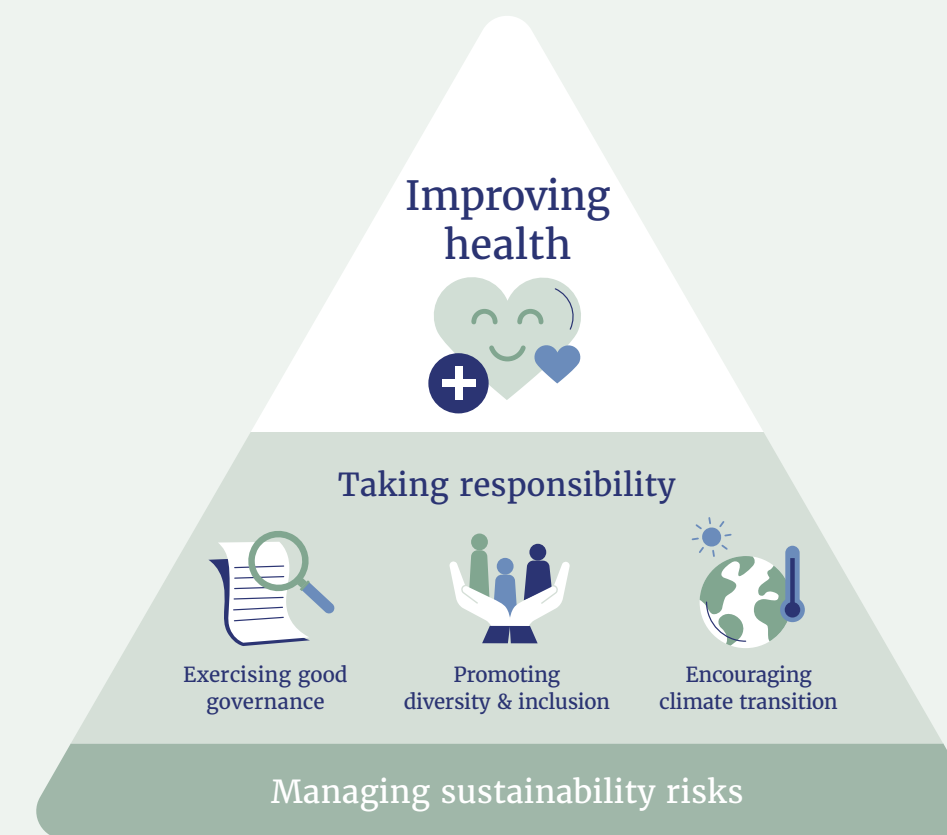 Improving
health
Taking responsibility
Exercising good
governance
Promoting
diversity & inclusion
Encouraging
climate transition
Managing sustainability risks